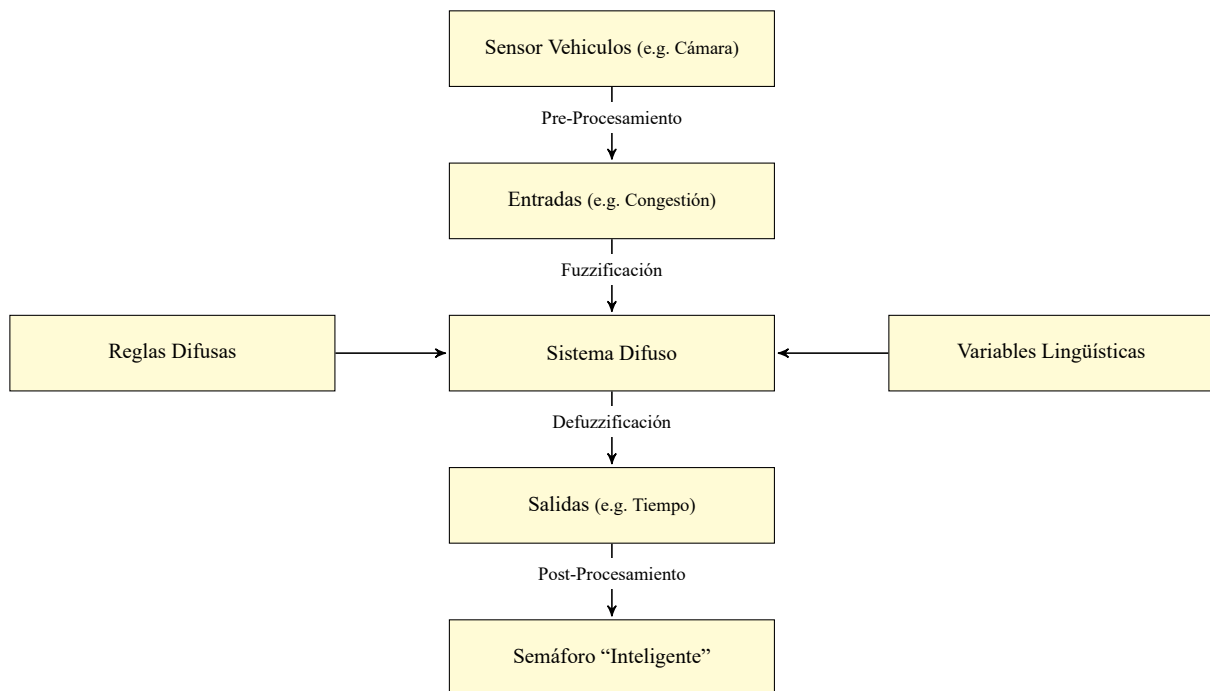 Sensor Vehiculos (e.g. Cámara)
Pre-Procesamiento
Entradas (e.g. Congestión)
Fuzzificación
Reglas Difusas
Sistema Difuso
Variables Lingüísticas
Defuzzificación
Salidas (e.g. Tiempo)
Post-Procesamiento
Semáforo “Inteligente”